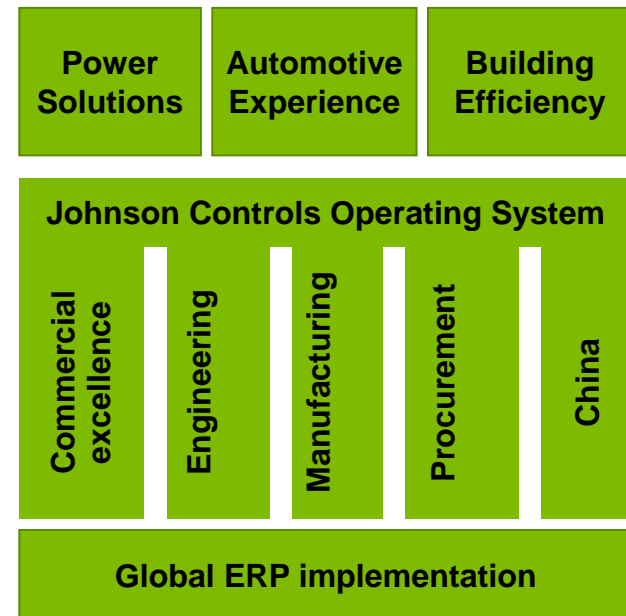 Power
Solutions
Automotive
Experience
Building
Efficiency
Johnson Controls Operating System
Commercial
excellence
Engineering
Manufacturing
Procurement
China
Global ERP implementation